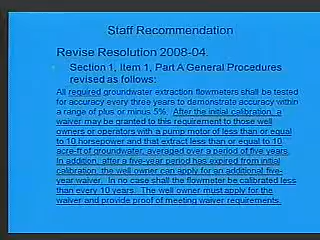 Staff Recommendation
Revise Resolution 2008-04.
Section 1, Item 1, Part A General Procedures
revised as follows:
All required groundwater extraction flowmeters shall be tested
for accuracy every three years to demonstrate accuracy within
a range of plus or minus 5%. After the initial calibration, a
waiver may be granted to this requirement to those well
owners or operators with a pump motor of less than or equal
to 10 horsepower and that extract less than or equal to 10
acre-ft of groundwater, averaged over a period of five years.
In addition, after a five-year period has expired from initial
calibration, the well owner can apply for an additional five-
year waiver. In no case shall the flowmeter be calibrated less
than every 10 years. The well owner must apply for the
waiver and provide proof of meeting waiver requirements.